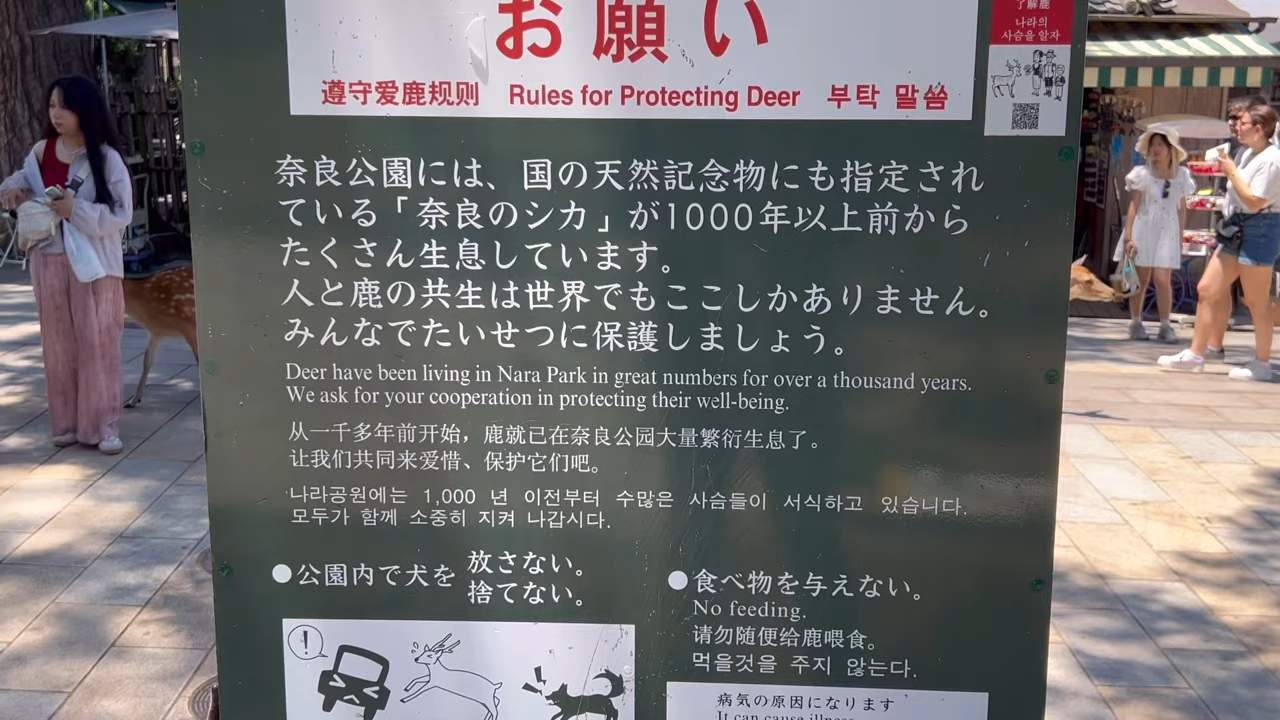 お願い
遵守爱鹿规则 Rules for Protecting Deer 부탁 말씀
了解鹿
나라의
사슴을 알자
奈良公園には、国の天然記念物にも指定され
ている「奈良のシカ」が1000年以上前から
たくさん生息しています。
人と鹿の共生は世界でもここしかありません。
みんなでたいせつに保護しましょう。
Deer have been living in Nara Park in great numbers for over a thousand years.
We ask for your cooperation in protecting their well-being.
从一千多年前开始，鹿就已在奈良公园大量繁衍生息了。
让我们共同来爱惜、保护它们吧。
나라공원에는 1,000 년 이전부터 수많은 사슴들이 서식하고 있습니다.
모두가 함께 소중히 지켜 나갑시다.
●公園内で犬を 放さない。
捨てない。
!
●食べ物を与えない。
No feeding.
请勿随便给鹿喂食。
먹을것을 주지 않는다.
病気の原因になります
It can cause illness